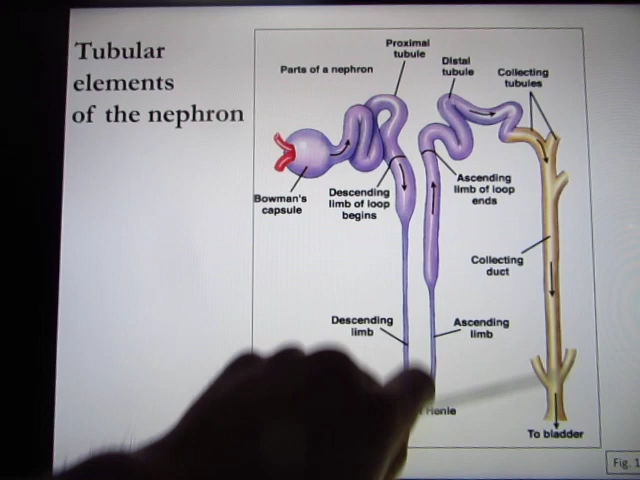 Tubular
elements
of the nephron
Parts of a nephron
Proximal
tubule
Distal
tubule
Collecting
tubules
Bowman's
capsule
Descending
limb of loop
begins
Ascending
limb of loop
ends
Collecting
duct
Descending
limb
Ascending
limb
Henle
To bladder
Fig. 1